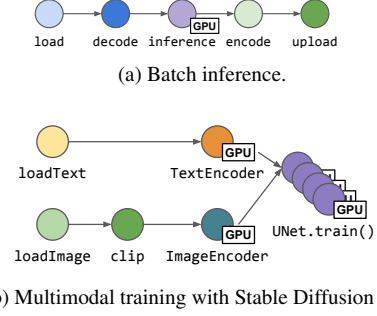 GPU
load decode inference encode upload
(a) Batch inference.
GPU
loadText TextEncoder
GPU
GPU
UNet.train()
loadImage clip ImageEncoder
) Multimodal training with Stable Diffusion